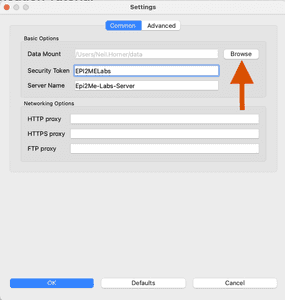 Settings
Common Advanced
Basic Options
Data Mount /Users/Neil.Horner/data Browse
Security Token EPI2MELabs
Server Name Epi2Me-Labs-Server
Networking Options
HTTP proxy
HTTPS proxy
FTP proxy
OK Defaults Cancel